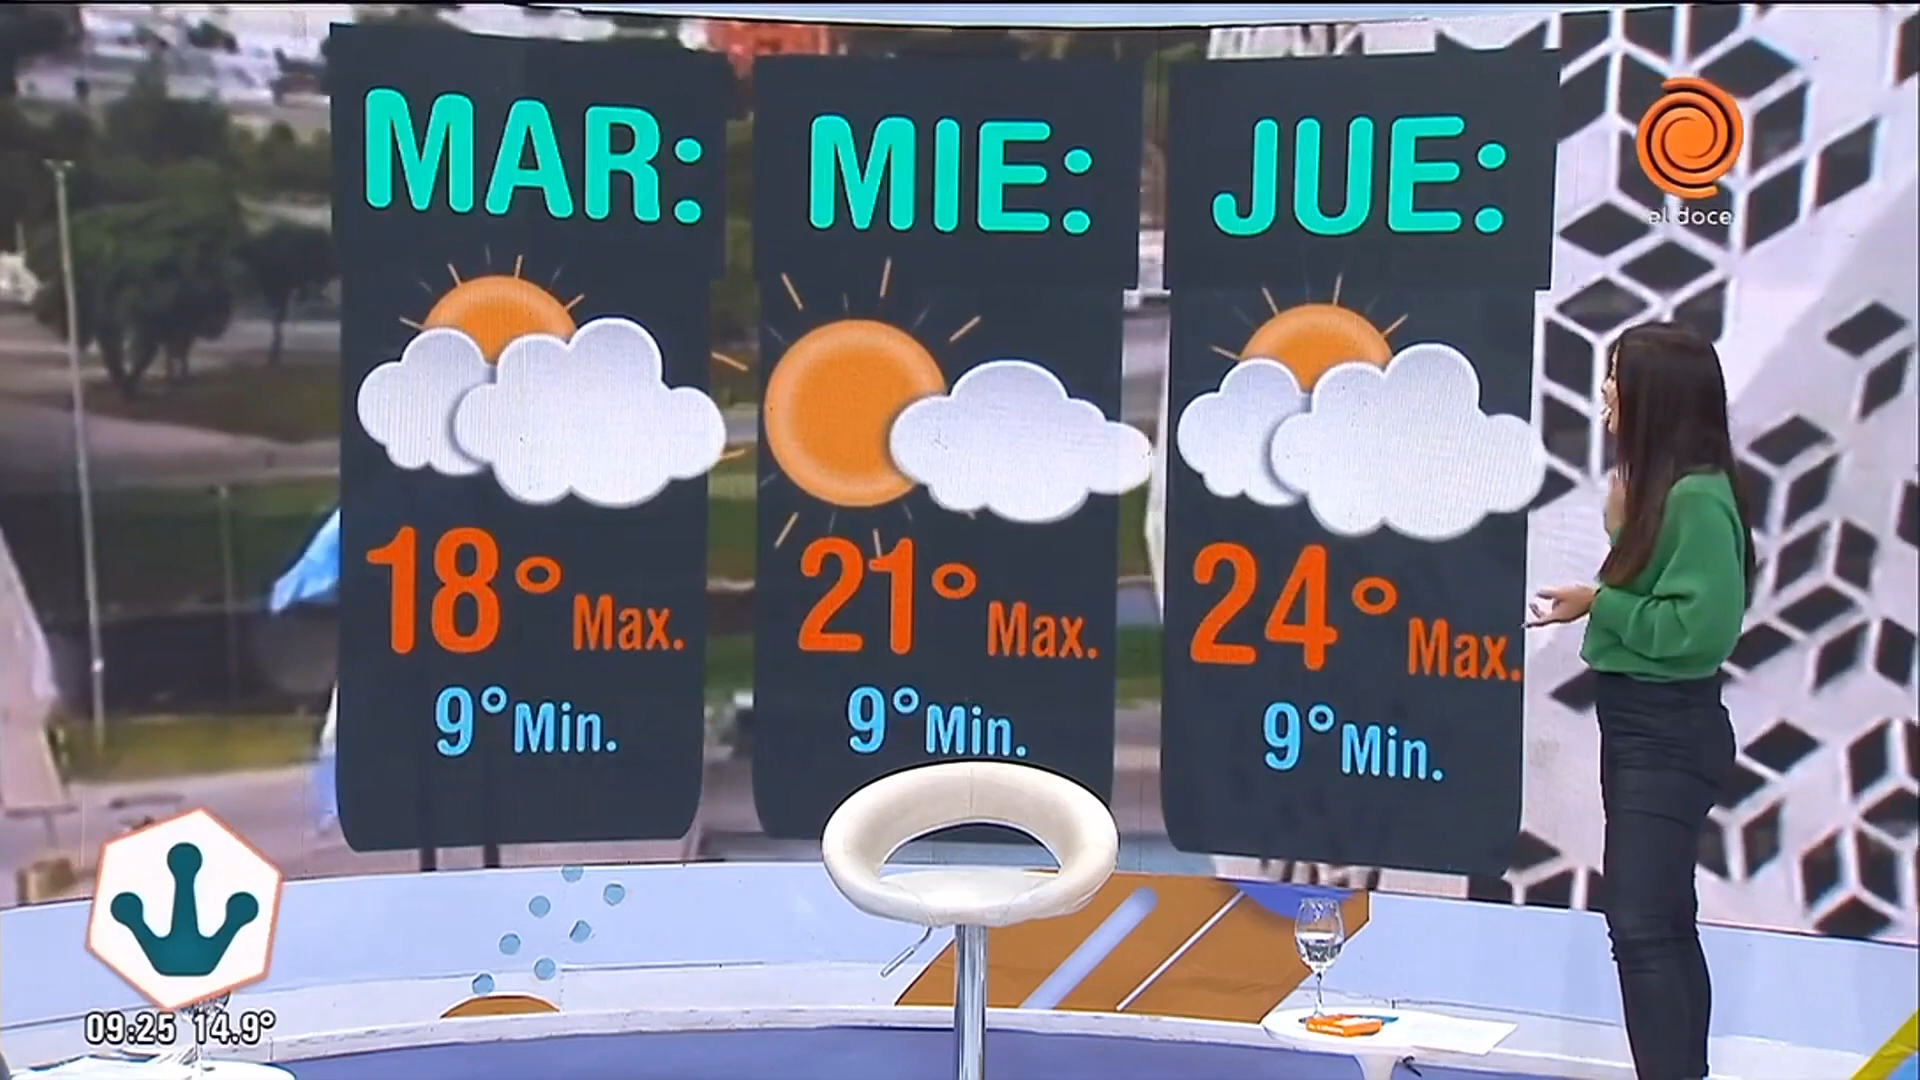 MAR:
MIE:
JUE:
18° Max.
21° Max.
24° Max.
9° Min.
9° Min.
9° Min.
el doce
09:25 14.9°